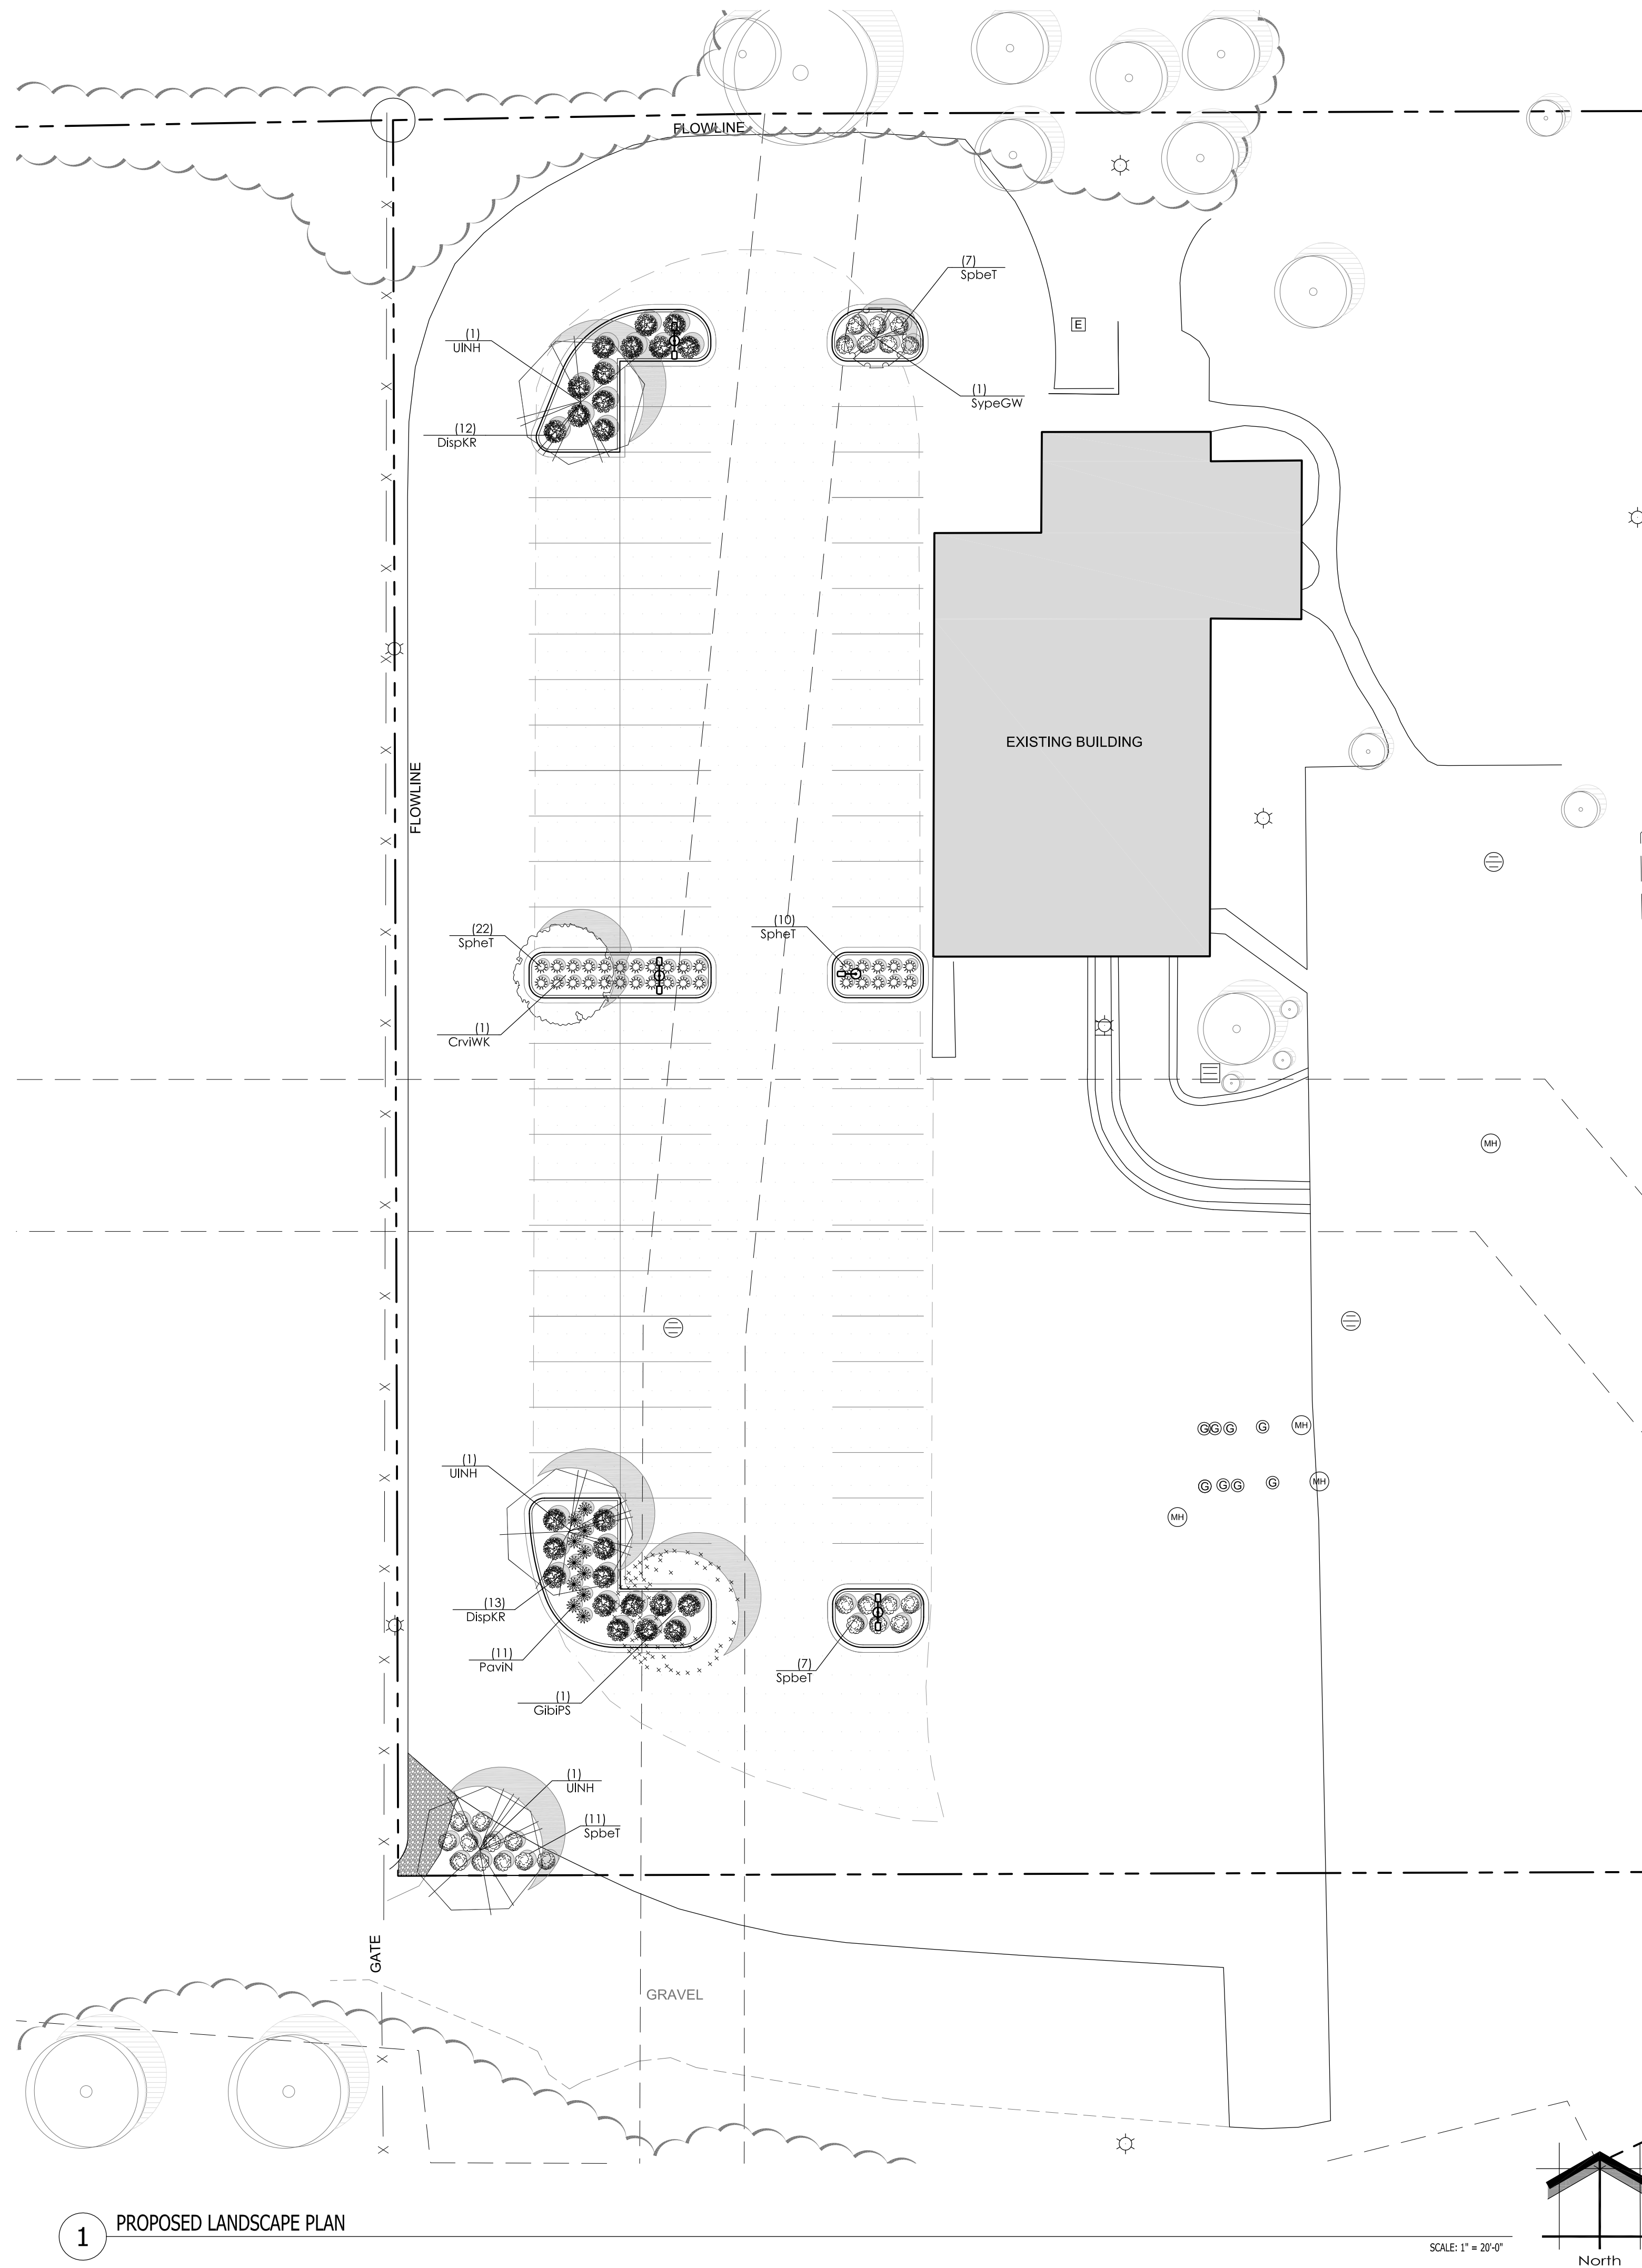 FLOWLINE
(7)
SpbeT
E
(1)
UlNH
(1)
SypeGW
(12)
DispKR
EXISTING BUILDING
FLOWLINE
(22)
SpheT
(10)
SpheT
(1)
CrviWK
MH
G G G G MH
(1)
UlNH
G G G G MH
MH
(13)
DispKR
(11)
PaviN
(7)
SpbeT
(1)
GibiPS
(1)
UlNH
(11)
SpbeT
GATE
GRAVEL
1 PROPOSED LANDSCAPE PLAN
SCALE: 1" = 20'-0"
North